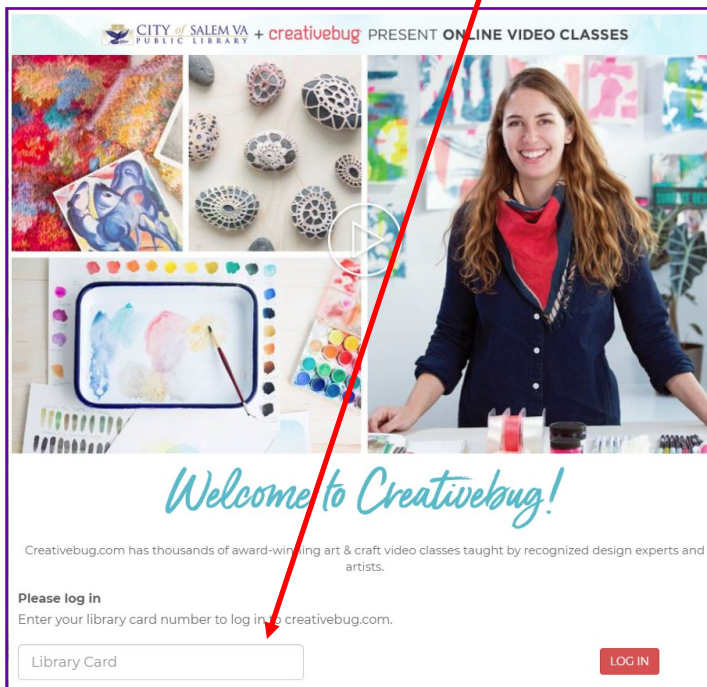 CITY of SALEM VA PUBLIC LIBRARY + creativebug PRESENT ONLINE VIDEO CLASSES
Welcome to Creativebug!
Creativebug.com has thousands of award-winning art & craft video classes taught by recognized design experts and
artists.
Please log in
Enter your library card number to log in to creativebug.com.
Library Card LOG IN